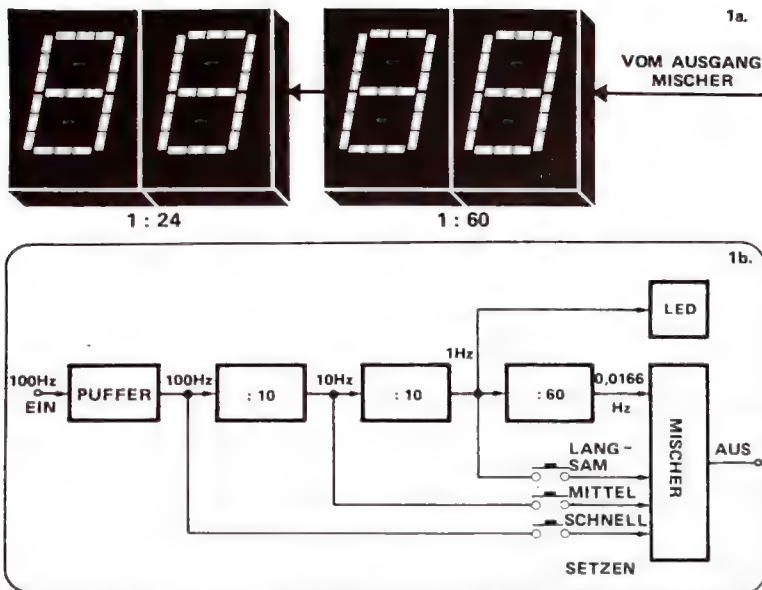 1a.
VOM AUSGANG
MISCHER
1 : 24
1 : 60
1b.
LED
1Hz
100Hz
EIN
PUFFER
100Hz
: 10
10Hz
: 10
: 60
0,0166
Hz
MISCHER
AUS
LANG-
SAM
MITTEL
SCHNELL
SETZEN